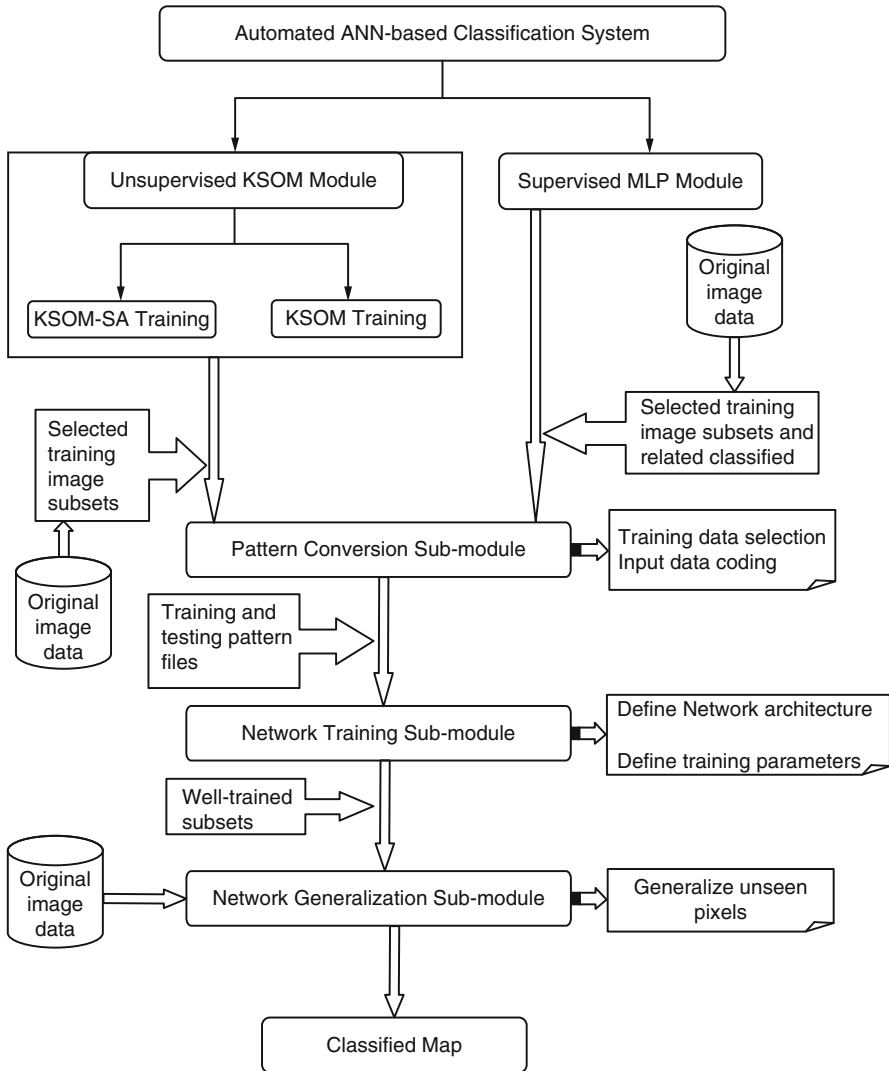 Automated ANN-based Classification System
Unsupervised KSOM Module
Supervised MLP Module
KSOM-SA Training
KSOM Training
Original
image
data
Selected
training
image
subsets
Selected training
image subsets and
related classified
Pattern Conversion Sub-module
Training data selection
Input data coding
Original
image
data
Training and
testing pattern
files
Network Training Sub-module
Define Network architecture
Define training parameters
Well-trained
subsets
Original
image
data
Network Generalization Sub-module
Generalize unseen
pixels
Classified Map